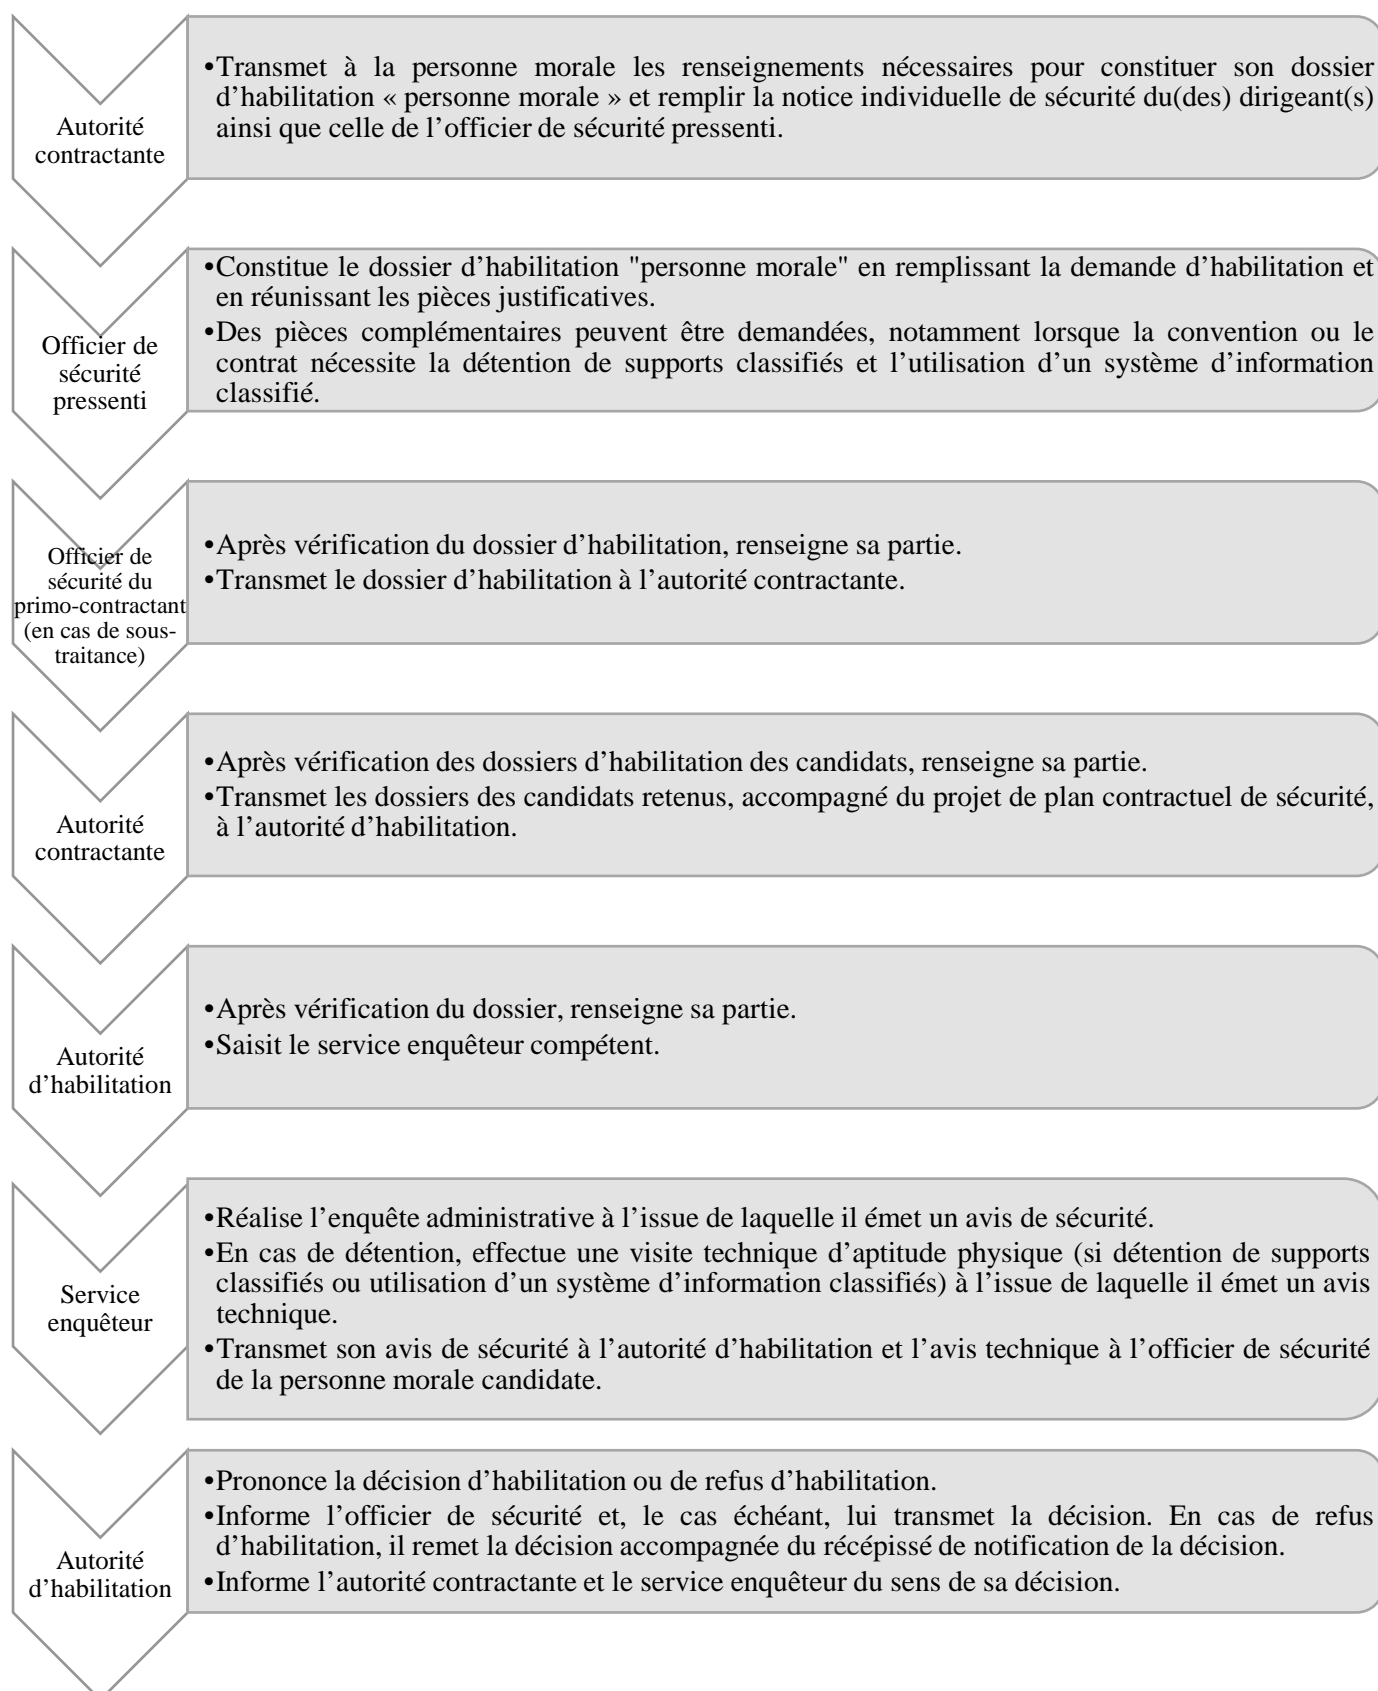 Autorité
contractante
•Transmet à la personne morale les renseignements nécessaires pour constituer son dossier
d’habilitation « personne morale » et remplir la notice individuelle de sécurité du(des) dirigeant(s)
ainsi que celle de l’officier de sécurité pressenti.
Officier de
sécurité
pressenti
•Constitue le dossier d’habilitation "personne morale" en remplissant la demande d’habilitation et
en réunissant les pièces justificatives.
•Des pièces complémentaires peuvent être demandées, notamment lorsque la convention ou le
contrat nécessite la détention de supports classifiés et l’utilisation d’un système d’information
classifié.
Officier de
sécurité du
primo-contractant
(en cas de sous-
traitance)
•Après vérification du dossier d’habilitation, renseigne sa partie.
•Transmet le dossier d’habilitation à l’autorité contractante.
Autorité
contractante
•Après vérification des dossiers d’habilitation des candidats, renseigne sa partie.
•Transmet les dossiers des candidats retenus, accompagné du projet de plan contractuel de sécurité,
à l’autorité d’habilitation.
Autorité
d’habilitation
•Après vérification du dossier, renseigne sa partie.
•Saisit le service enquêteur compétent.
Service
enquêteur
•Réalise l’enquête administrative à l’issue de laquelle il émet un avis de sécurité.
•En cas de détention, effectue une visite technique d’aptitude physique (si détention de supports
classifiés ou utilisation d’un système d’information classifiés) à l’issue de laquelle il émet un avis
technique.
•Transmet son avis de sécurité à l’autorité d’habilitation et l’avis technique à l’officier de sécurité
de la personne morale candidate.
Autorité
d’habilitation
•Prononce la décision d’habilitation ou de refus d’habilitation.
•Informe l’officier de sécurité et, le cas échéant, lui transmet la décision. En cas de refus
d’habilitation, il remet la décision accompagnée du récépissé de notification de la décision.
•Informe l’autorité contractante et le service enquêteur du sens de sa décision.